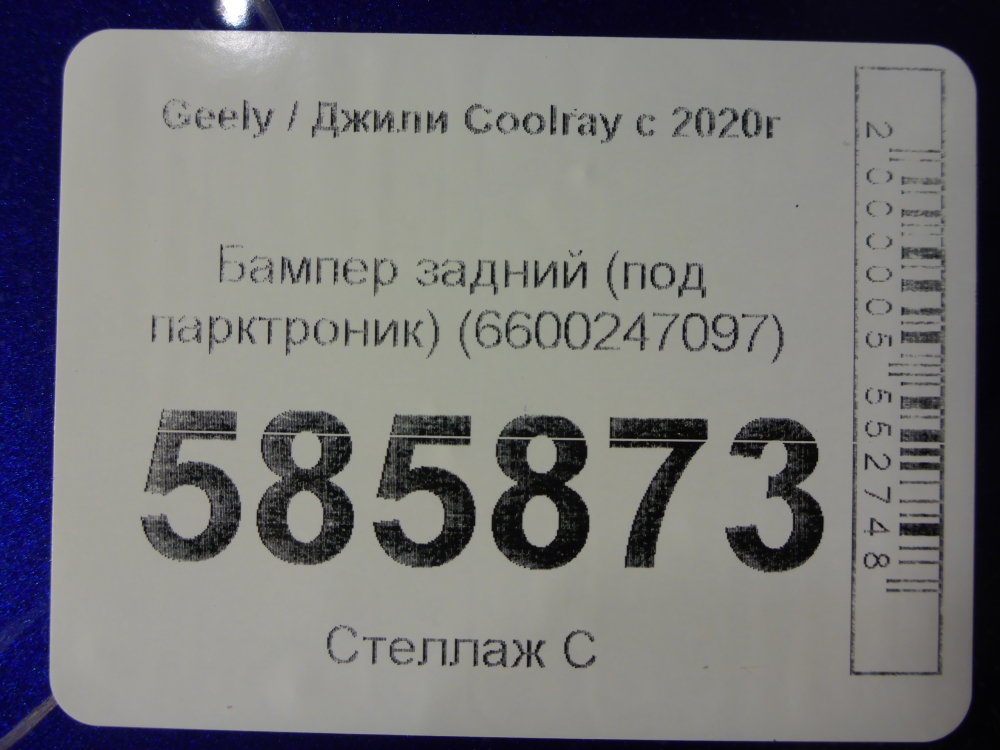 Geely / Джили Coolray с 2020г
Бампер задний (под
парктроник) (6600247097)
585873
Стеллаж С
2000005552748